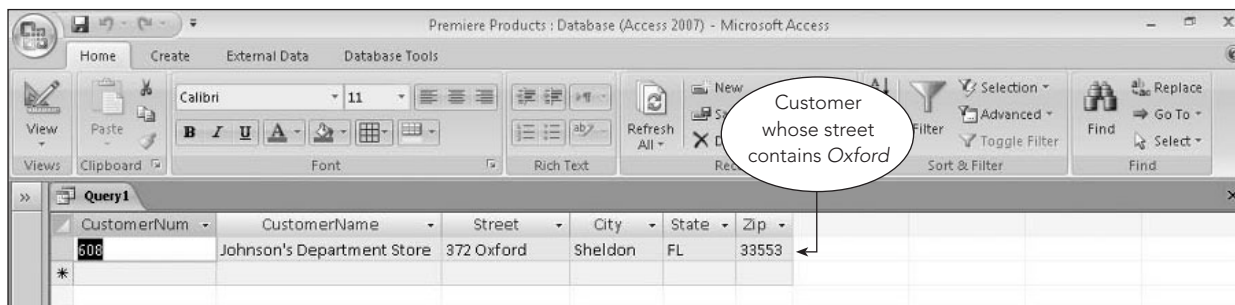 Premiere Products : Database (Access 2007) - Microsoft Access
Home Create External Data Database Tools
View
Views
Paste
Clipboard
Calibri 11
B I U A
Font
Rich Text
Refresh All
New
Filter
Selection
Advanced
Toggle Filter
Sort & Filter
Find
Replace
Go To
Select
Find
Customer
whose street
contains Oxford
Query1
CustomerNum CustomerName Street City State Zip
608 Johnson's Department Store 372 Oxford Sheldon FL 33553